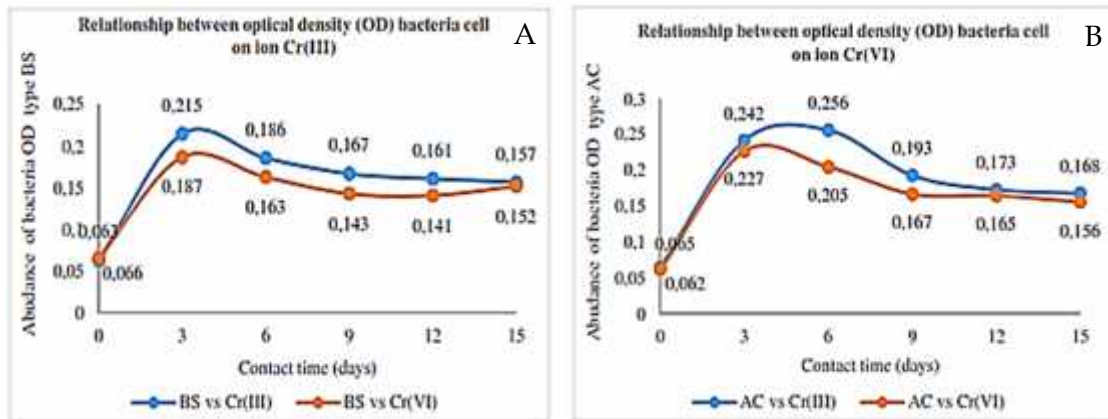 Relationship between optical density (OD) bacteria cell
on ion Cr(III)
A
Abudance of bacteria OD type BS
0,25
0,2
0,15
0,1
0,05
0
0,063
0,066
0,215
0,187
0,186
0,163
0,167
0,143
0,161
0,141
0,157
0,152
0 3 6 9 12 15
Contact time (days)
BS vs Cr(III) BS vs Cr(VI)
Relationship between optical density (OD) bacteria cell
on ion Cr(VI)
B
Abudance of bacteria OD type AC
0,3
0,25
0,2
0,15
0,1
0,05
0
0,065
0,062
0,242
0,227
0,256
0,205
0,193
0,167
0,173
0,165
0,168
0,156
0 3 6 9 12 15
Contact time (days)
AC vs Cr(III) AC vs Cr(VI)